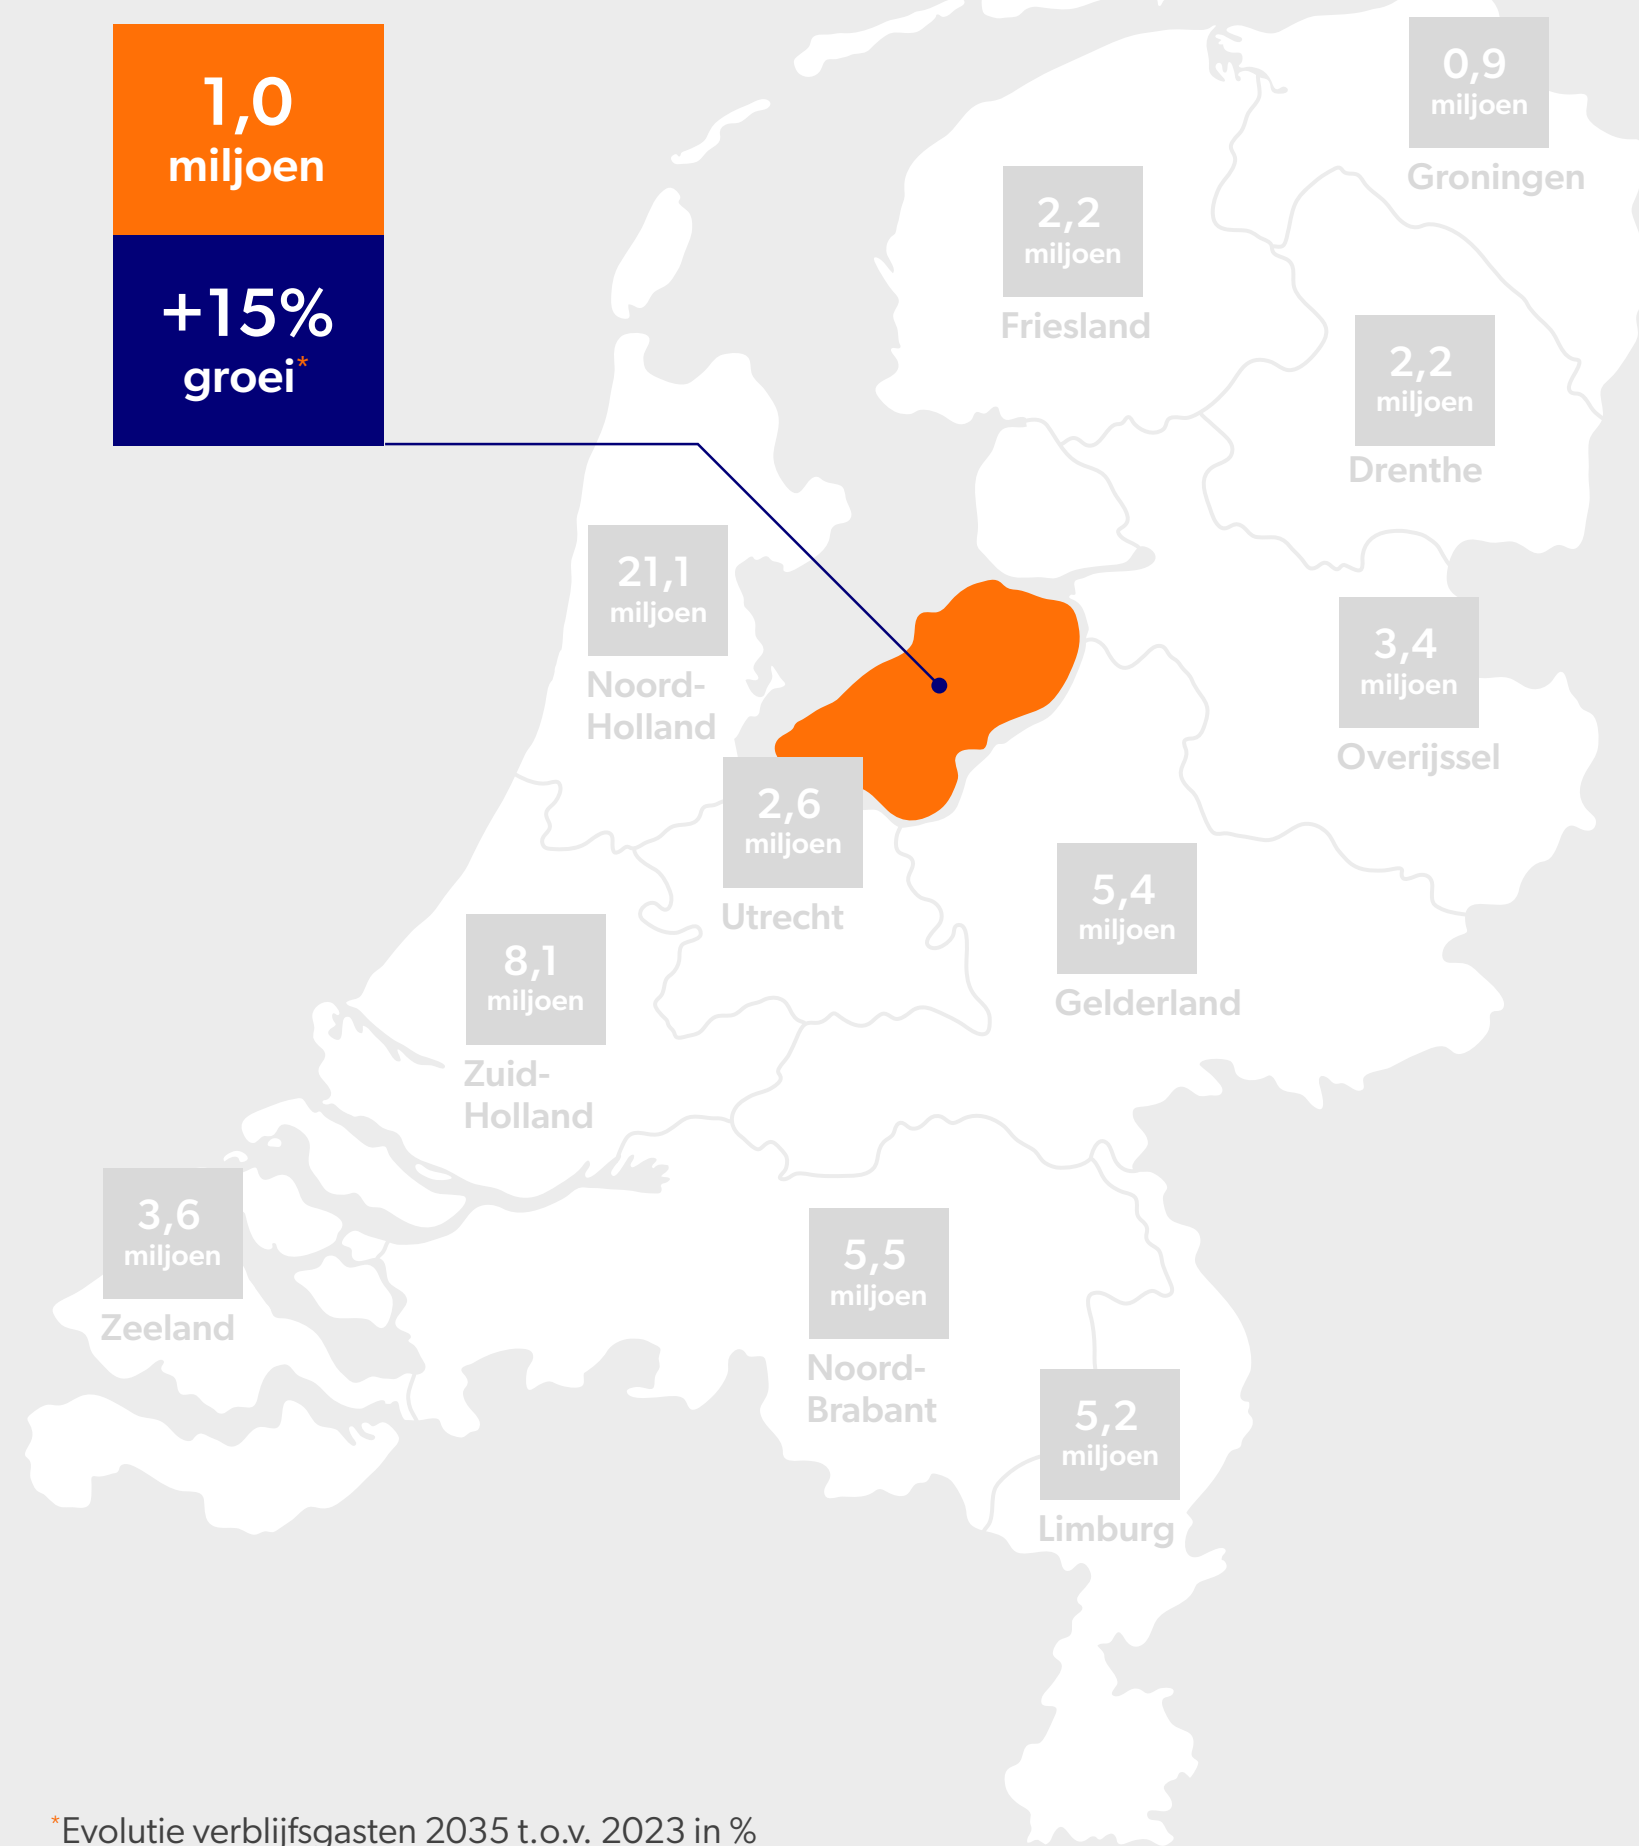 1,0
miljoen
+15%
groei*
0,9
miljoen
Groningen
2,2
miljoen
Friesland
2,2
miljoen
Drenthe
21,1
miljoen
Noord-
Holland
3,4
miljoen
Overijssel
2,6
miljoen
Utrecht
5,4
miljoen
Gelderland
8,1
miljoen
Zuid-
Holland
3,6
miljoen
Zeeland
5,5
miljoen
Noord-
Brabant
5,2
miljoen
Limburg
*Evolutie verblijfsgasten 2035 t.o.v. 2023 in %